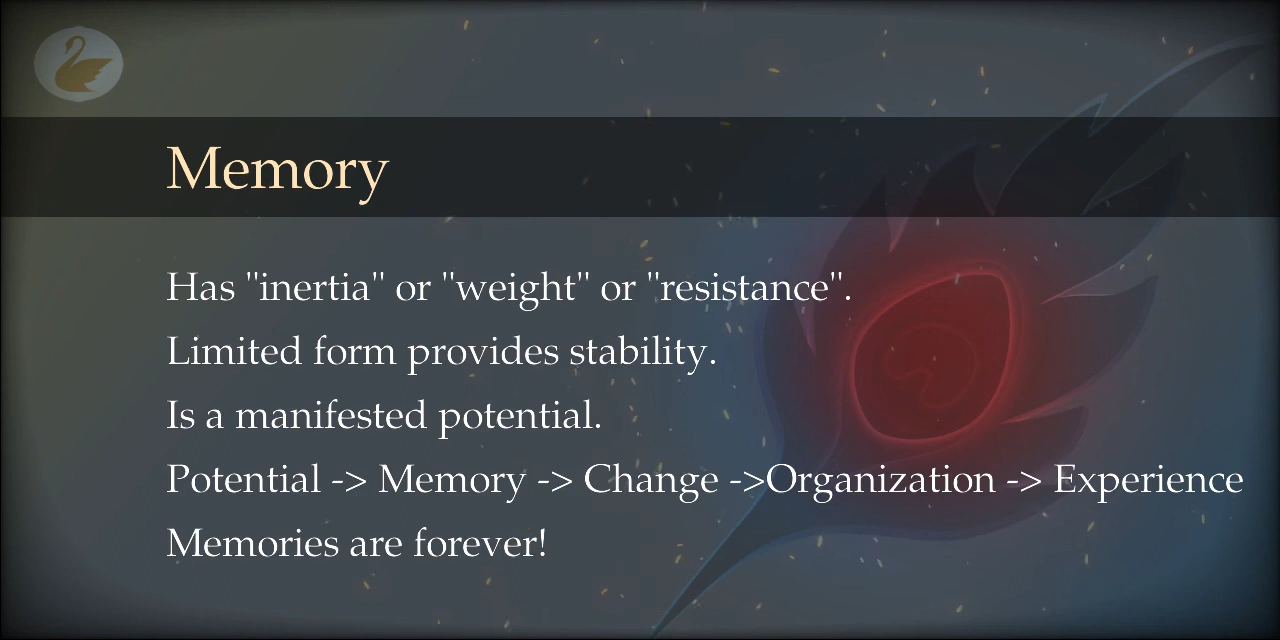 Memory
Has "inertia" or "weight" or "resistance".
Limited form provides stability.
Is a manifested potential.
Potential -> Memory -> Change ->Organization -> Experience
Memories are forever!